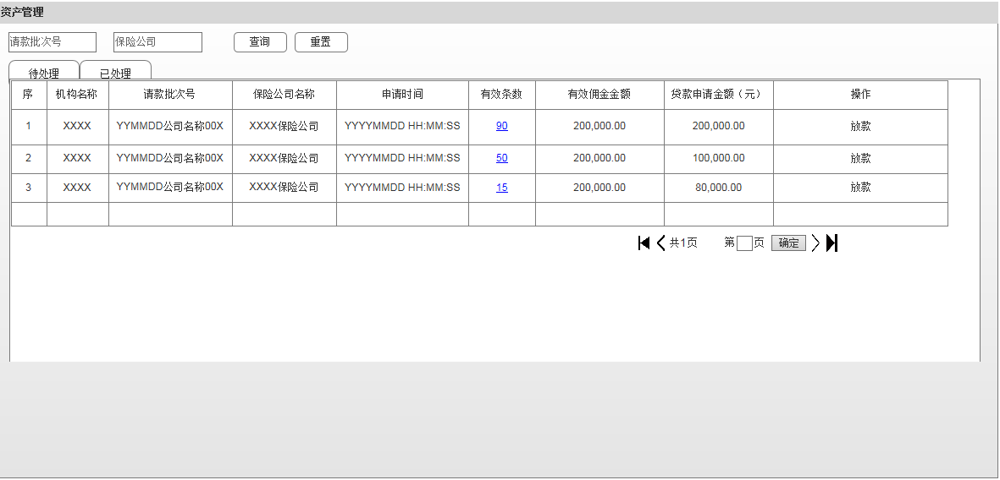 资产管理
请款批次号 保险公司 查询 重置
待处理 已处理
序 机构名称 请款批次号 保险公司名称 申请时间 有效条数 有效佣金金额 贷款申请金额（元） 操作
1 XXXX YYMMDD公司名称00X XXXX保险公司 YYYYMMDD HH:MM:SS 90 200,000.00 200,000.00 放款
2 XXXX YYMMDD公司名称00X XXXX保险公司 YYYYMMDD HH:MM:SS 50 200,000.00 100,000.00 放款
3 XXXX YYMMDD公司名称00X XXXX保险公司 YYYYMMDD HH:MM:SS 15 200,000.00 80,000.00 放款
共1页 第 页 确定